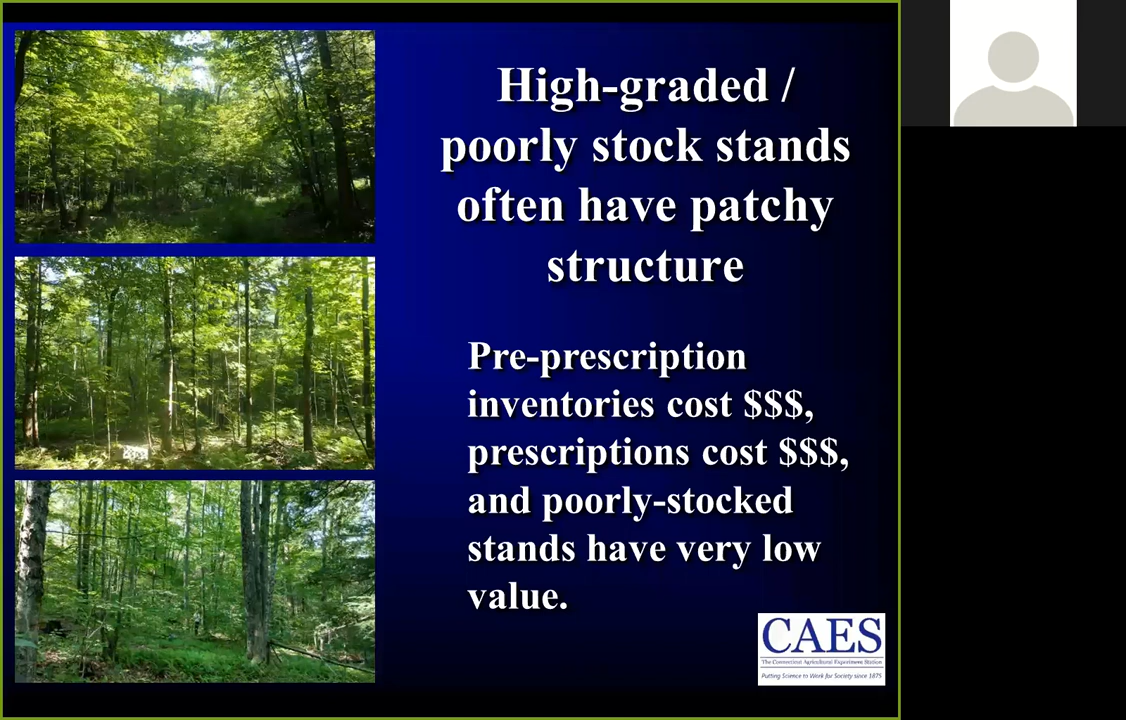 High-graded /
poorly stock stands
often have patchy
structure
Pre-prescription
inventories cost $$$,
prescriptions cost $$$,
and poorly-stocked
stands have very low
value.
CAES
The Connecticut Agricultural Experiment Station
Putting Science to Work for Society since 1875